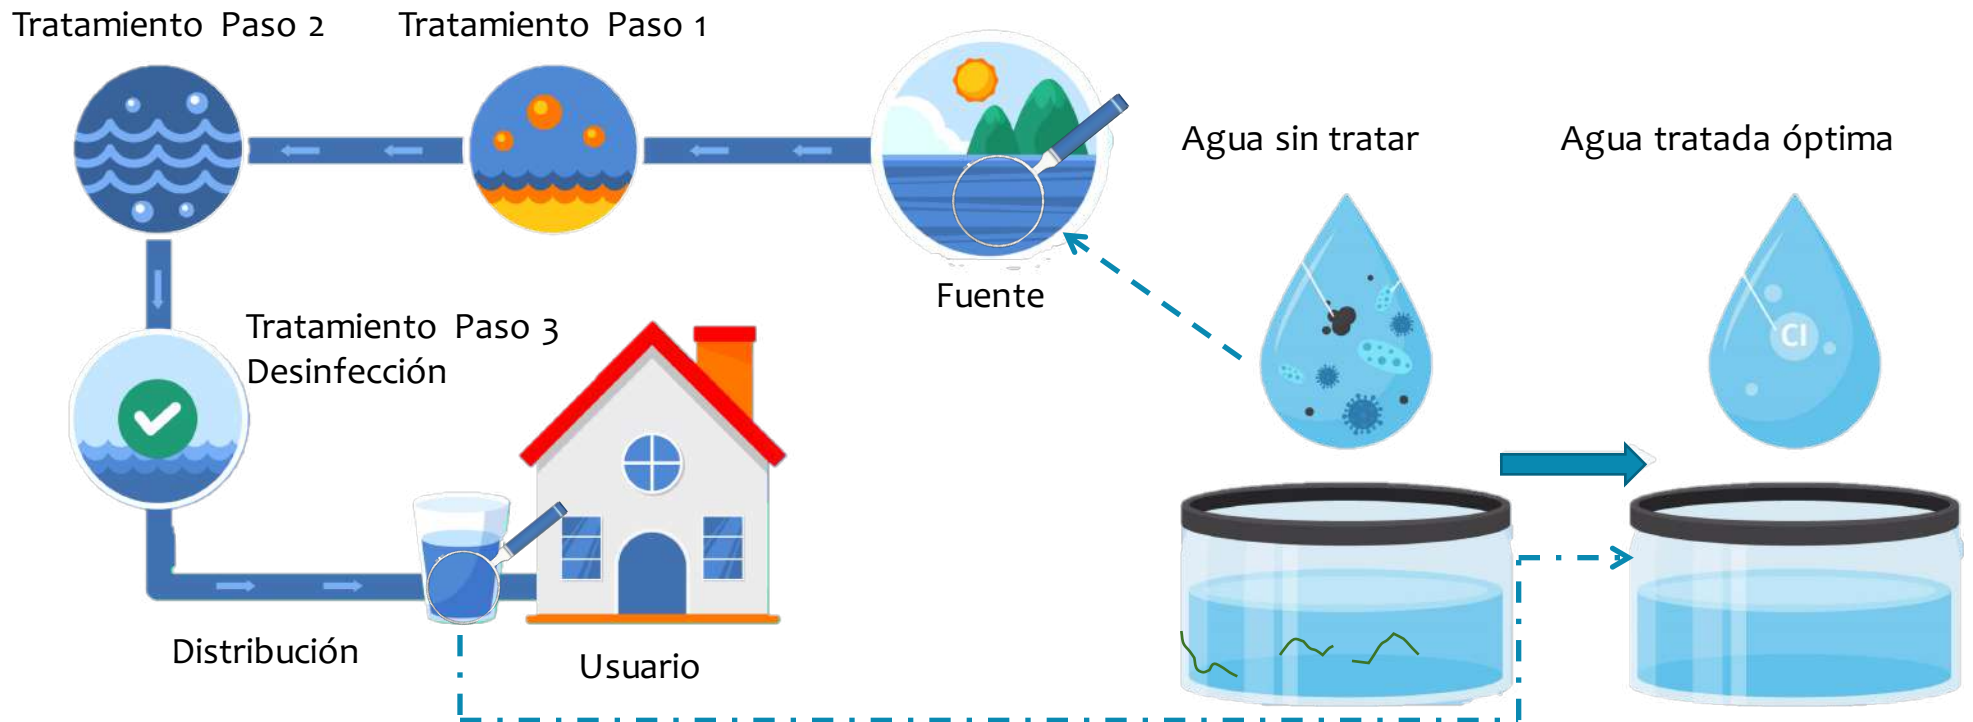 Tratamiento Paso 2
Tratamiento Paso 1
Agua sin tratar
Agua tratada óptima
Fuente
Tratamiento Paso 3
Desinfección
Cl
Distribución
Usuario